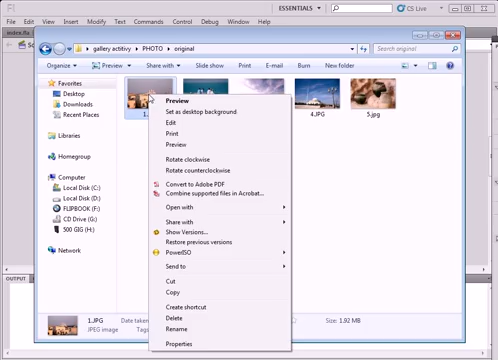 Fl
ESSENTIALS
CS Live
File Edit View Insert Modify Text Commands Control Debug Window Help
index.fla
gallery actitivy PHOTO original
Search original
Organize Preview Share with Slide show Print E-mail Burn New folder
Favorites
Desktop
Downloads
Recent Places
Libraries
Homegroup
Computer
Local Disk (C:)
Local Disk (D:)
FLIPBOOK (F:)
CD Drive (G:)
500 GIG (H:)
Network
4.JPG
5.jpg
Preview
Set as desktop background
Edit
Print
Preview
Rotate clockwise
Rotate counterclockwise
Convert to Adobe PDF
Combine supported files in Acrobat...
Open with
Share with
Show Versions...
Restore previous versions
PowerISO
Send to
Cut
Copy
Create shortcut
Delete
Rename
Properties
OUTPUT
1.JPG Date taken:
JPEG image Tags:
Size: 1.92 MB